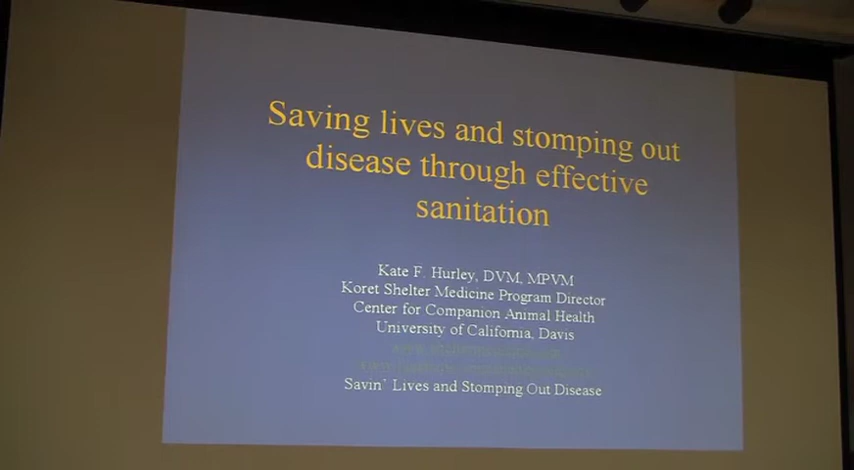 Saving lives and stomping out
disease through effective
sanitation
Kate F. Hurley, DVM, MPVM
Koret Shelter Medicine Program Director
Center for Companion Animal Health
University of California, Davis
Savin' Lives and Stomping Out Disease